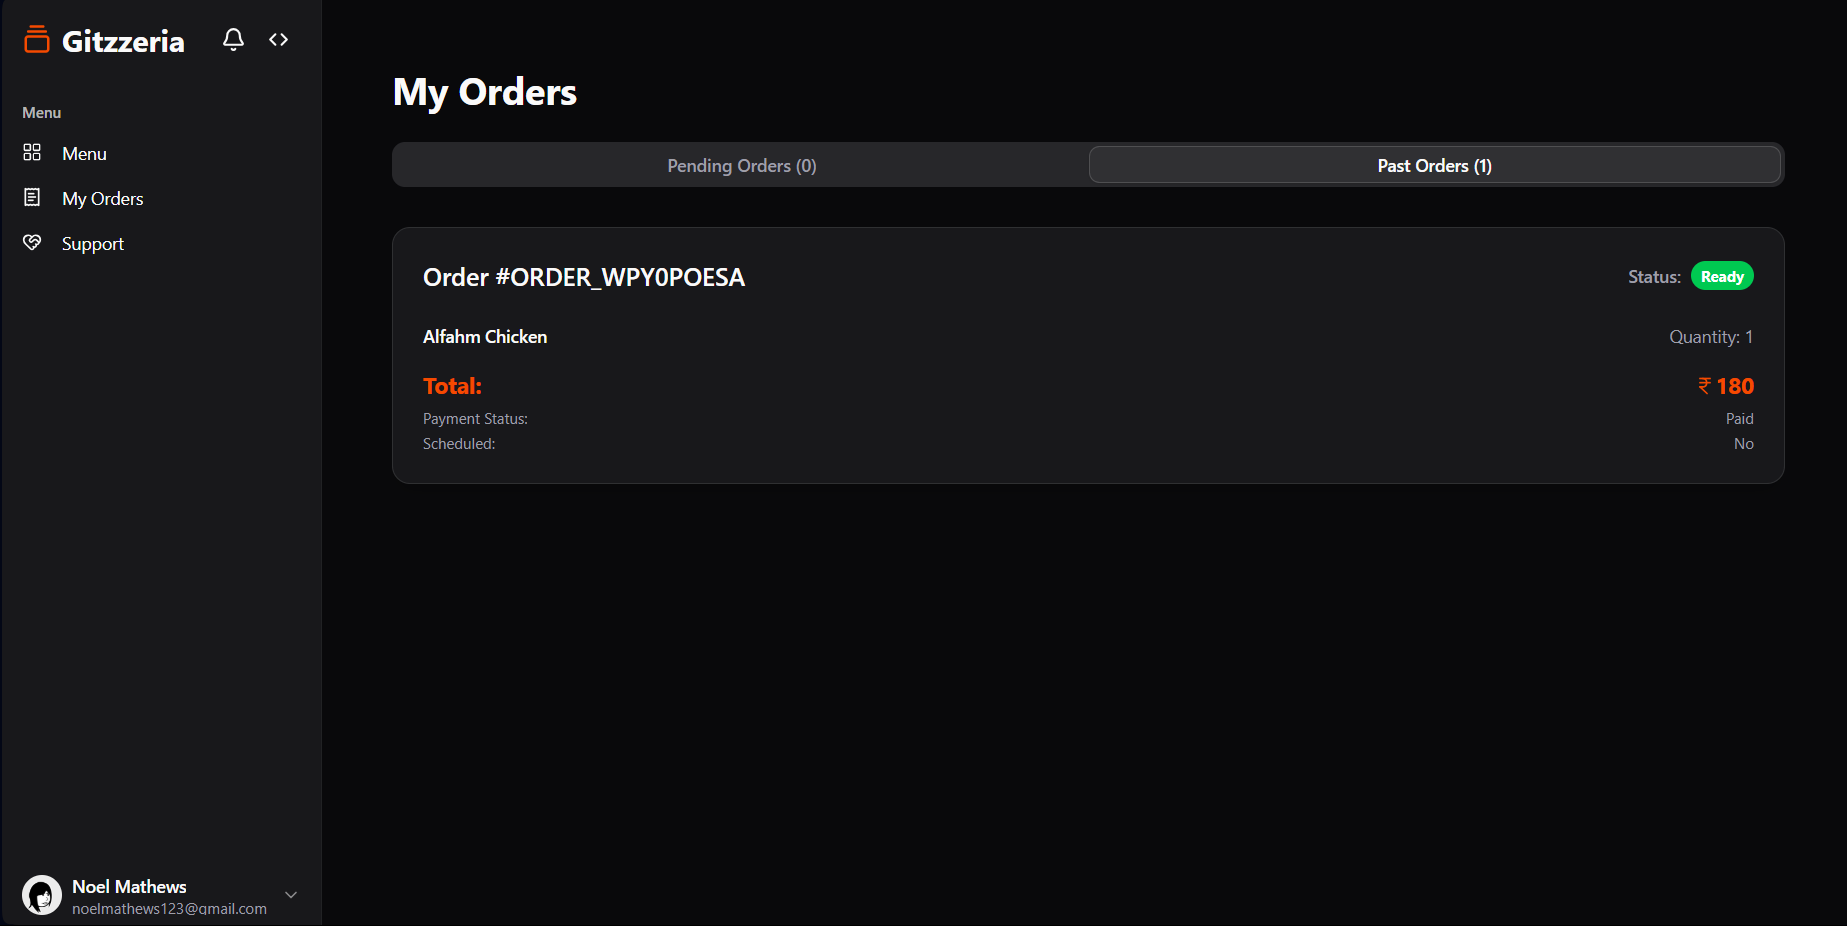 Gitzzeria
Menu
Menu
My Orders
Support
Noel Mathews
noelmathews123@gmail.com
My Orders
Pending Orders (0)
Past Orders (1)
Order #ORDER_WPY0POESA
Status: Ready
Alfahm Chicken
Quantity: 1
Total:
₹ 180
Payment Status:
Paid
Scheduled:
No